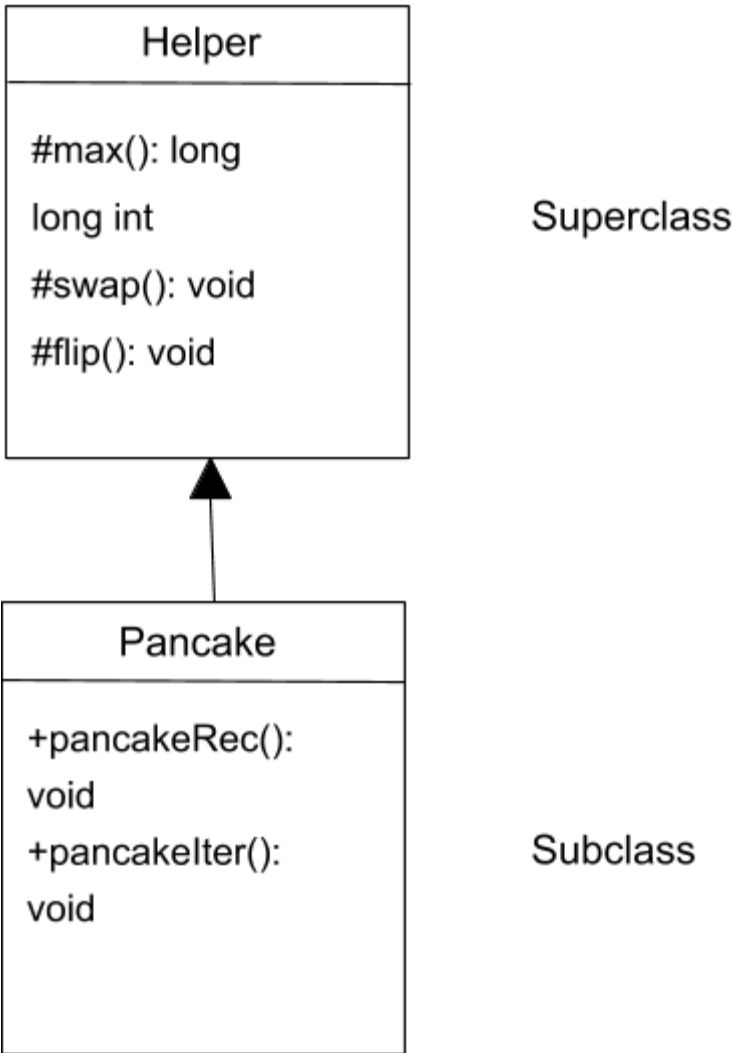 Helper
#max(): long
long int
#swap(): void
#flip(): void
Superclass
Pancake
+pancakeRec():
void
+pancakeIter():
void
Subclass